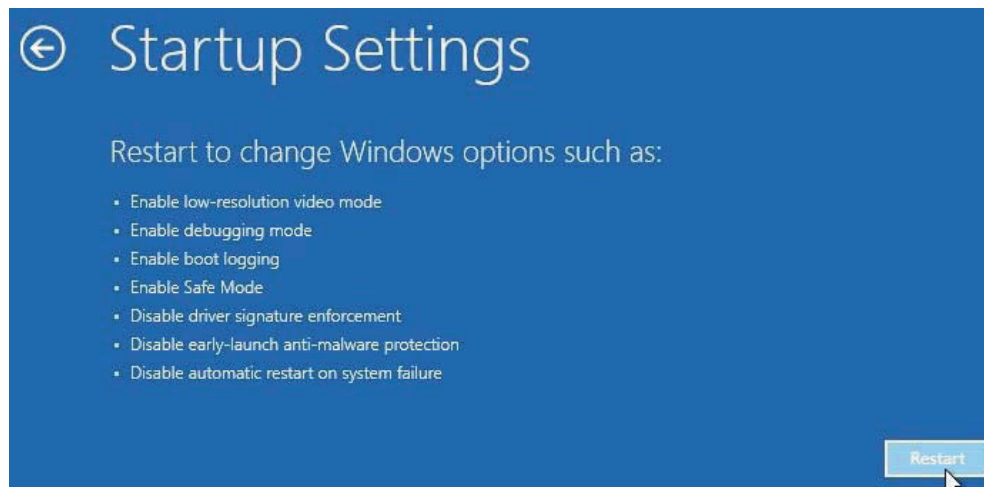 Startup Settings
Restart to change Windows options such as:
Enable low-resolution video mode
Enable debugging mode
Enable boot logging
Enable Safe Mode
Disable driver signature enforcement
Disable early-launch anti-malware protection
Disable automatic restart on system failure
Restart